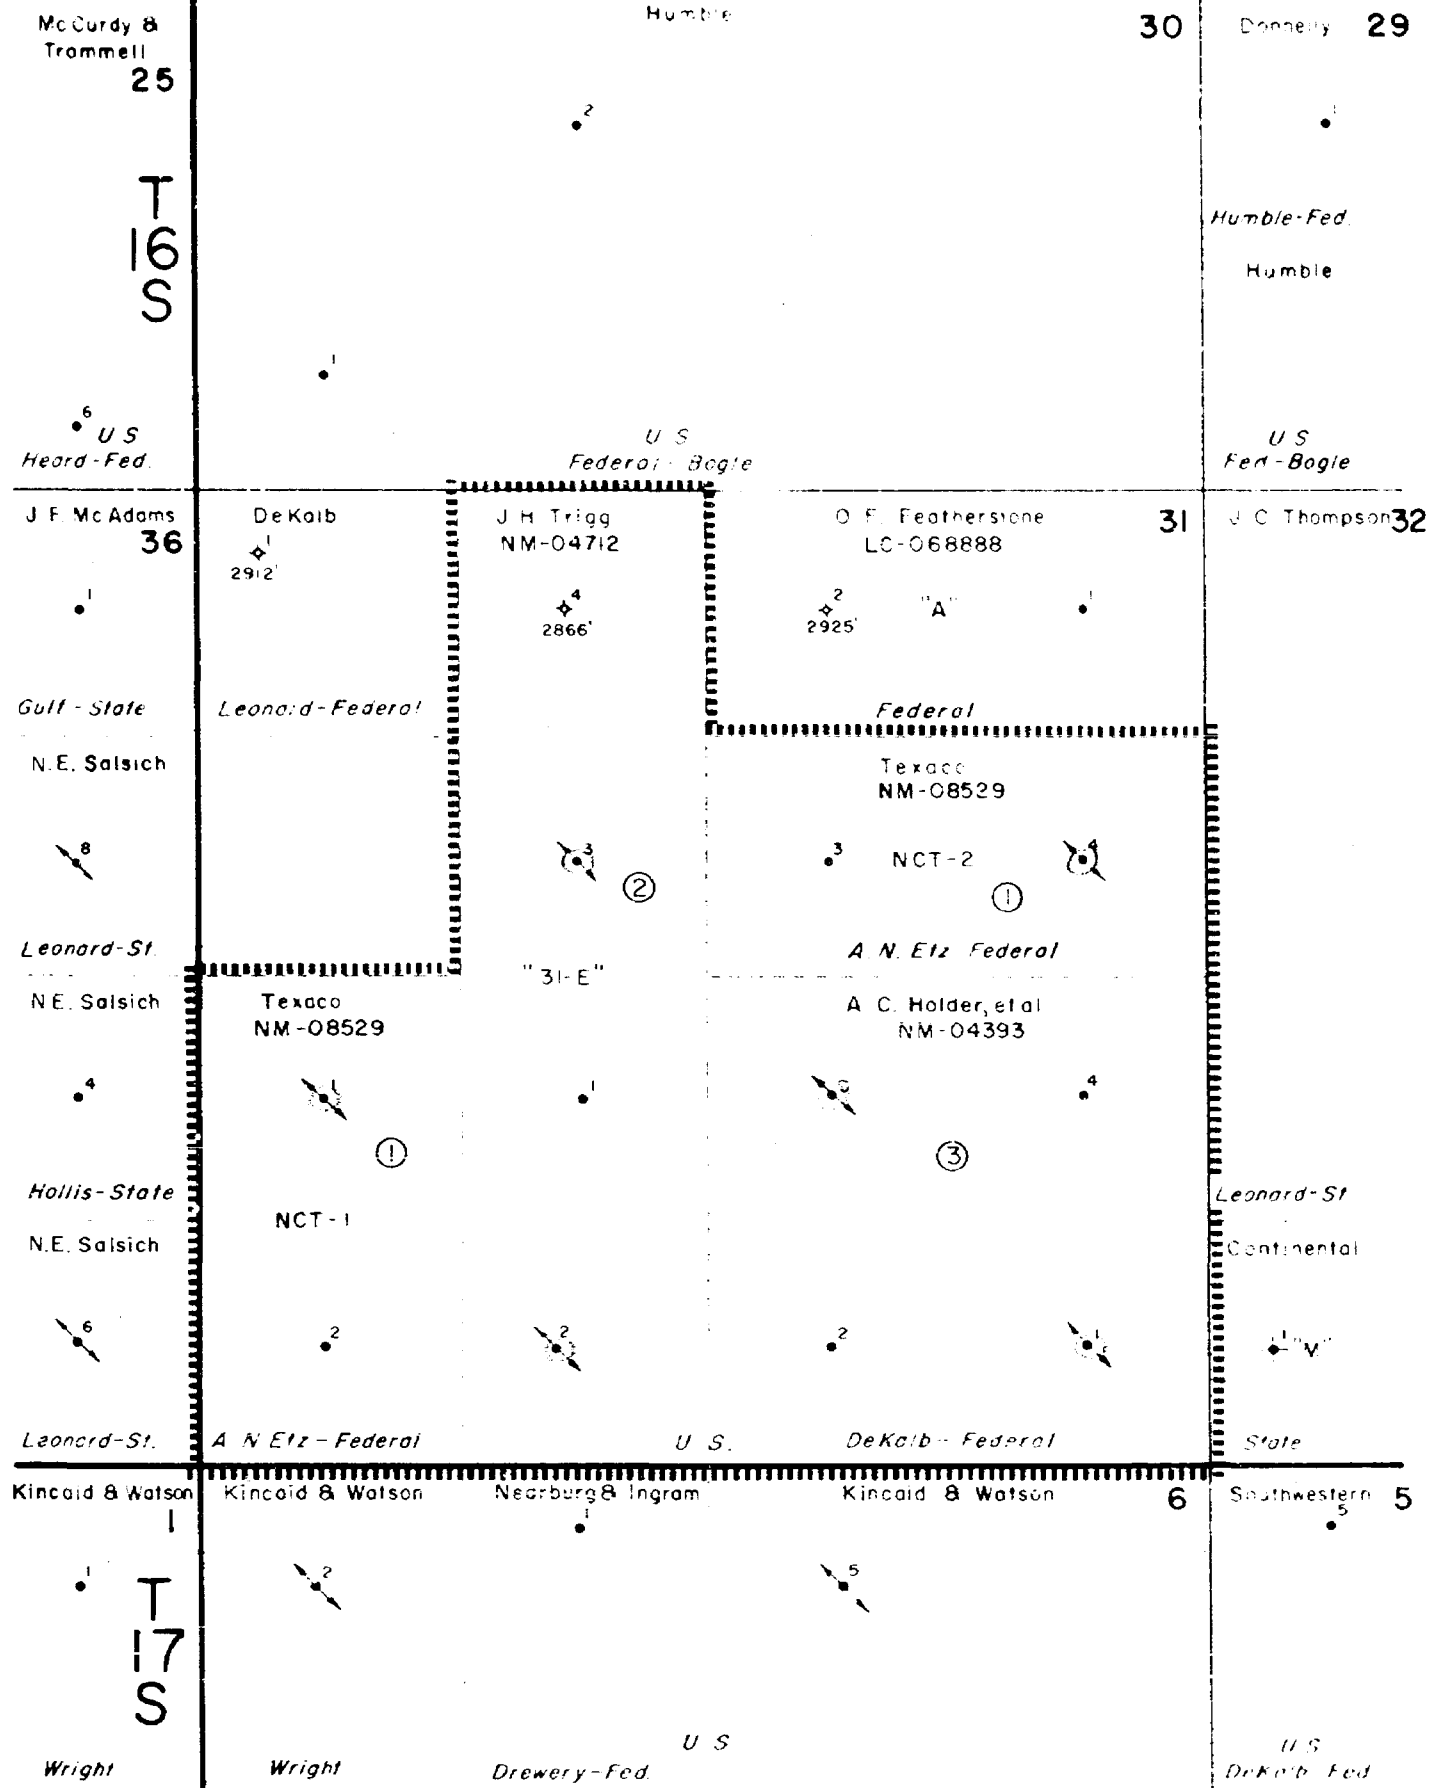 McCurdy &
Trammell
25
Humble
30
Donnelly 29
2
1
T
16
S
Humble-Fed.
Humble
1
6
U S
Heard-Fed.
U S
Federal - Bogle
U S
Fed-Bogle
J F. McAdams
36
DeKalb
J H Trigg
NM-04712
O F. Featherstone
LC-068888
31
J C Thompson 32
1
2912'
1
4
2866'
2
2925'
"A"
1
Gulf - State
Leonard-Federal
Federal
N.E. Salsich
Texaco
NM-08529
8
3
2
3
NCT-2
4
1
Leonard-St.
A. N. Etz Federal
"31-E"
N E. Salsich
Texaco
NM-08529
A C. Holder, et al
NM-04393
4
1
1
4
1
3
Hollis-State
Leonard-St
NCT-1
N.E. Salsich
Continental
6
2
2
2
1
1
"M"
Leonard-St.
A N Etz - Federal
U S.
DeKalb - Federal
State
Kincaid & Watson
Kincaid & Watson
Nearburg & Ingram
Kincaid & Watson
6
Southwestern 5
1
1
5
1
2
5
T
17
S
U S
Wright
Wright
Drewery-Fed.
U S
DeKalb Fed